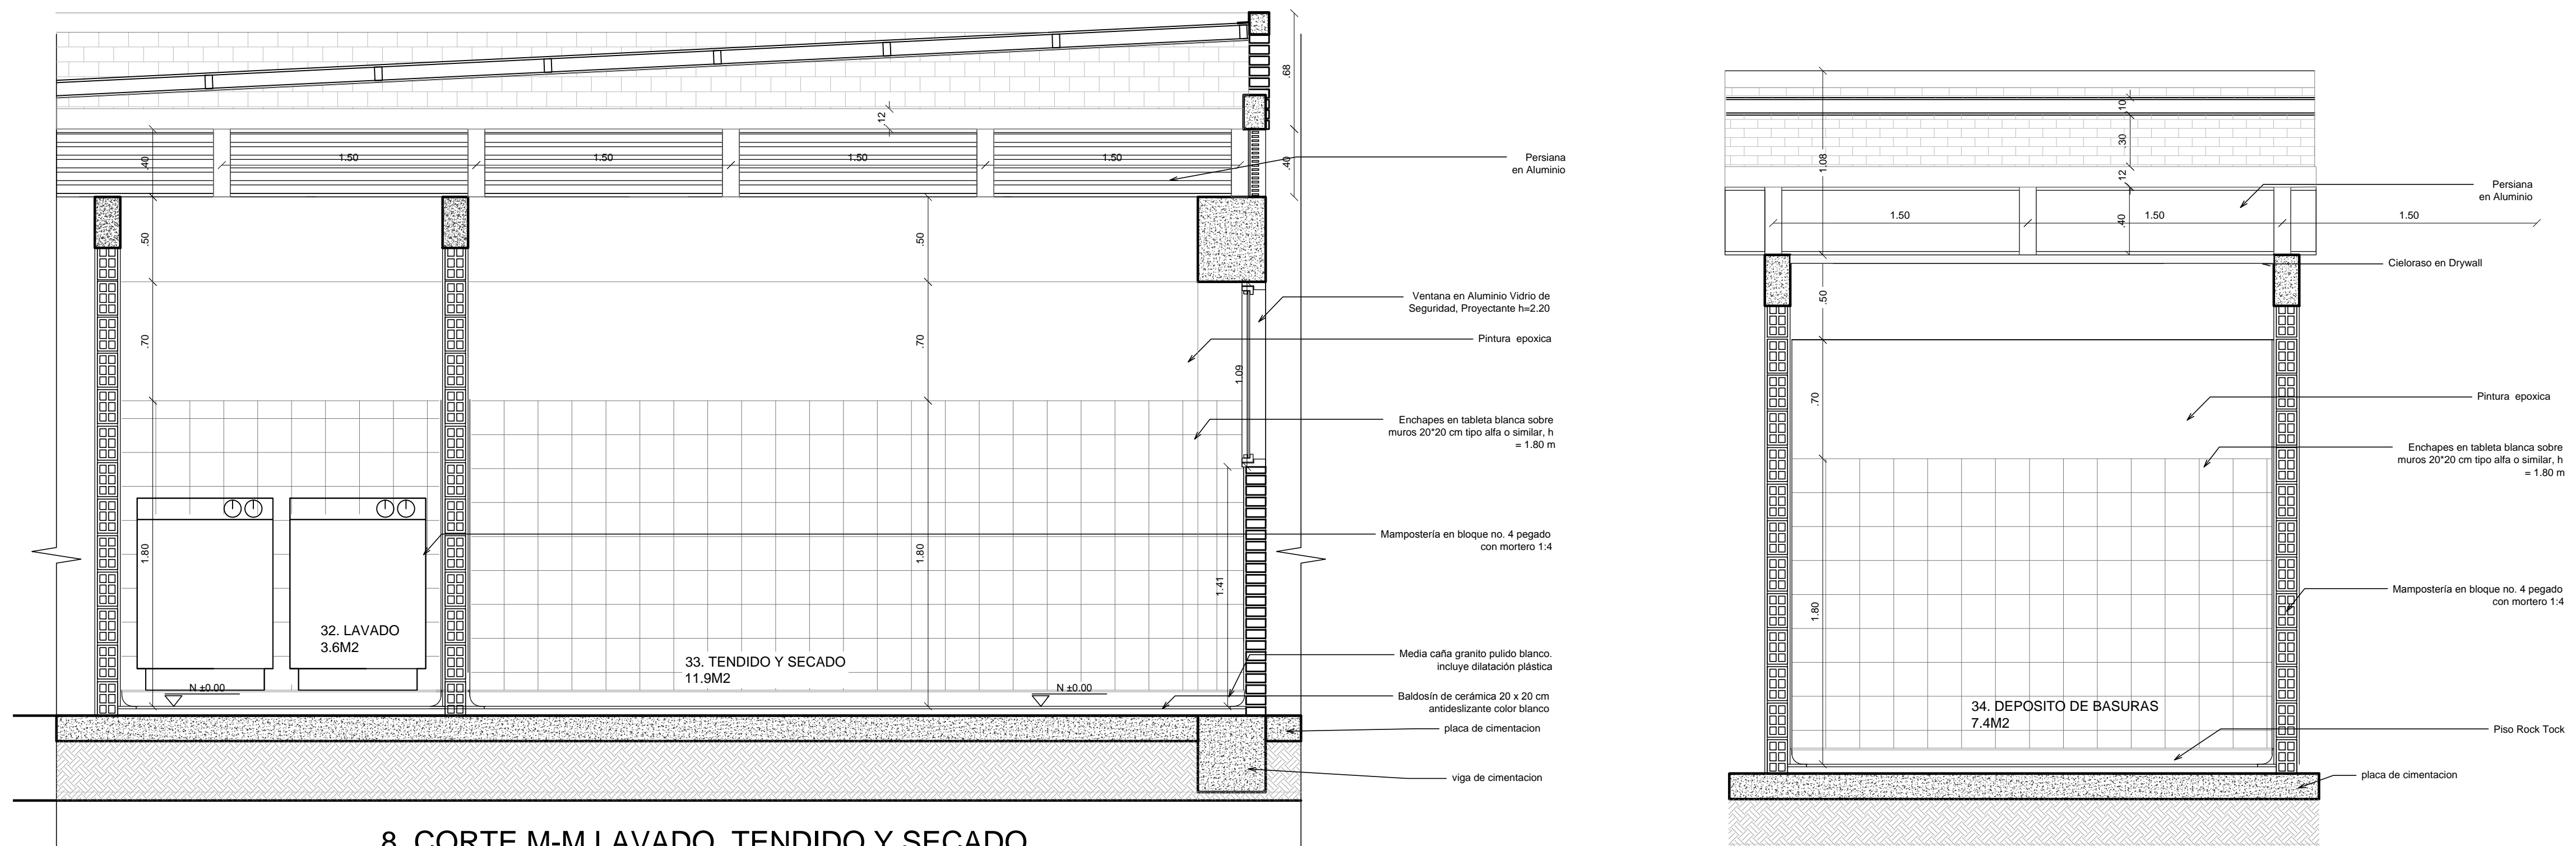 .68
12
.40
1.50
1.50
1.50
1.50
.40
Persiana
en Aluminio
.50
.50
Ventana en Aluminio Vidrio de
Seguridad, Proyectante h=2.20
.70
.70
Pintura epoxica
1.09
Enchapes en tableta blanca sobre
muros 20*20 cm tipo alfa o similar, h
= 1.80 m
1.80
1.80
1.41
Mampostería en bloque no. 4 pegado
con mortero 1:4
32. LAVADO
3.6M2
33. TENDIDO Y SECADO
11.9M2
Media caña granito pulido blanco.
incluye dilatación plástica
N ±0.00
N ±0.00
Baldosín de cerámica 20 x 20 cm
antideslizante color blanco
placa de cimentacion
viga de cimentacion
8. CORTE M-M LAVADO, TENDIDO Y SECADO
10
.30
1.08
12
.40
Persiana
en Aluminio
1.50
1.50
1.50
Cieloraso en Drywall
.50
.70
Pintura epoxica
Enchapes en tableta blanca sobre
muros 20*20 cm tipo alfa o similar, h
= 1.80 m
1.80
Mampostería en bloque no. 4 pegado
con mortero 1:4
34. DEPOSITO DE BASURAS
7.4M2
Piso Rock Tock
placa de cimentacion